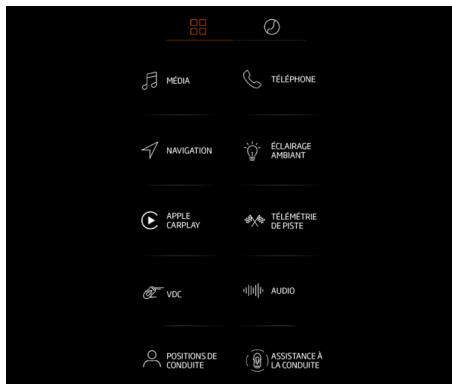 MÉDIA
TÉLÉPHONE
NAVIGATION
ÉCLAIRAGE
AMBIANT
APPLE
CARPLAY
TÉLÉMÉTRIE
DE PISTE
VDC
AUDIO
POSITIONS DE
CONDUITE
ASSISTANCE À
LA CONDUITE